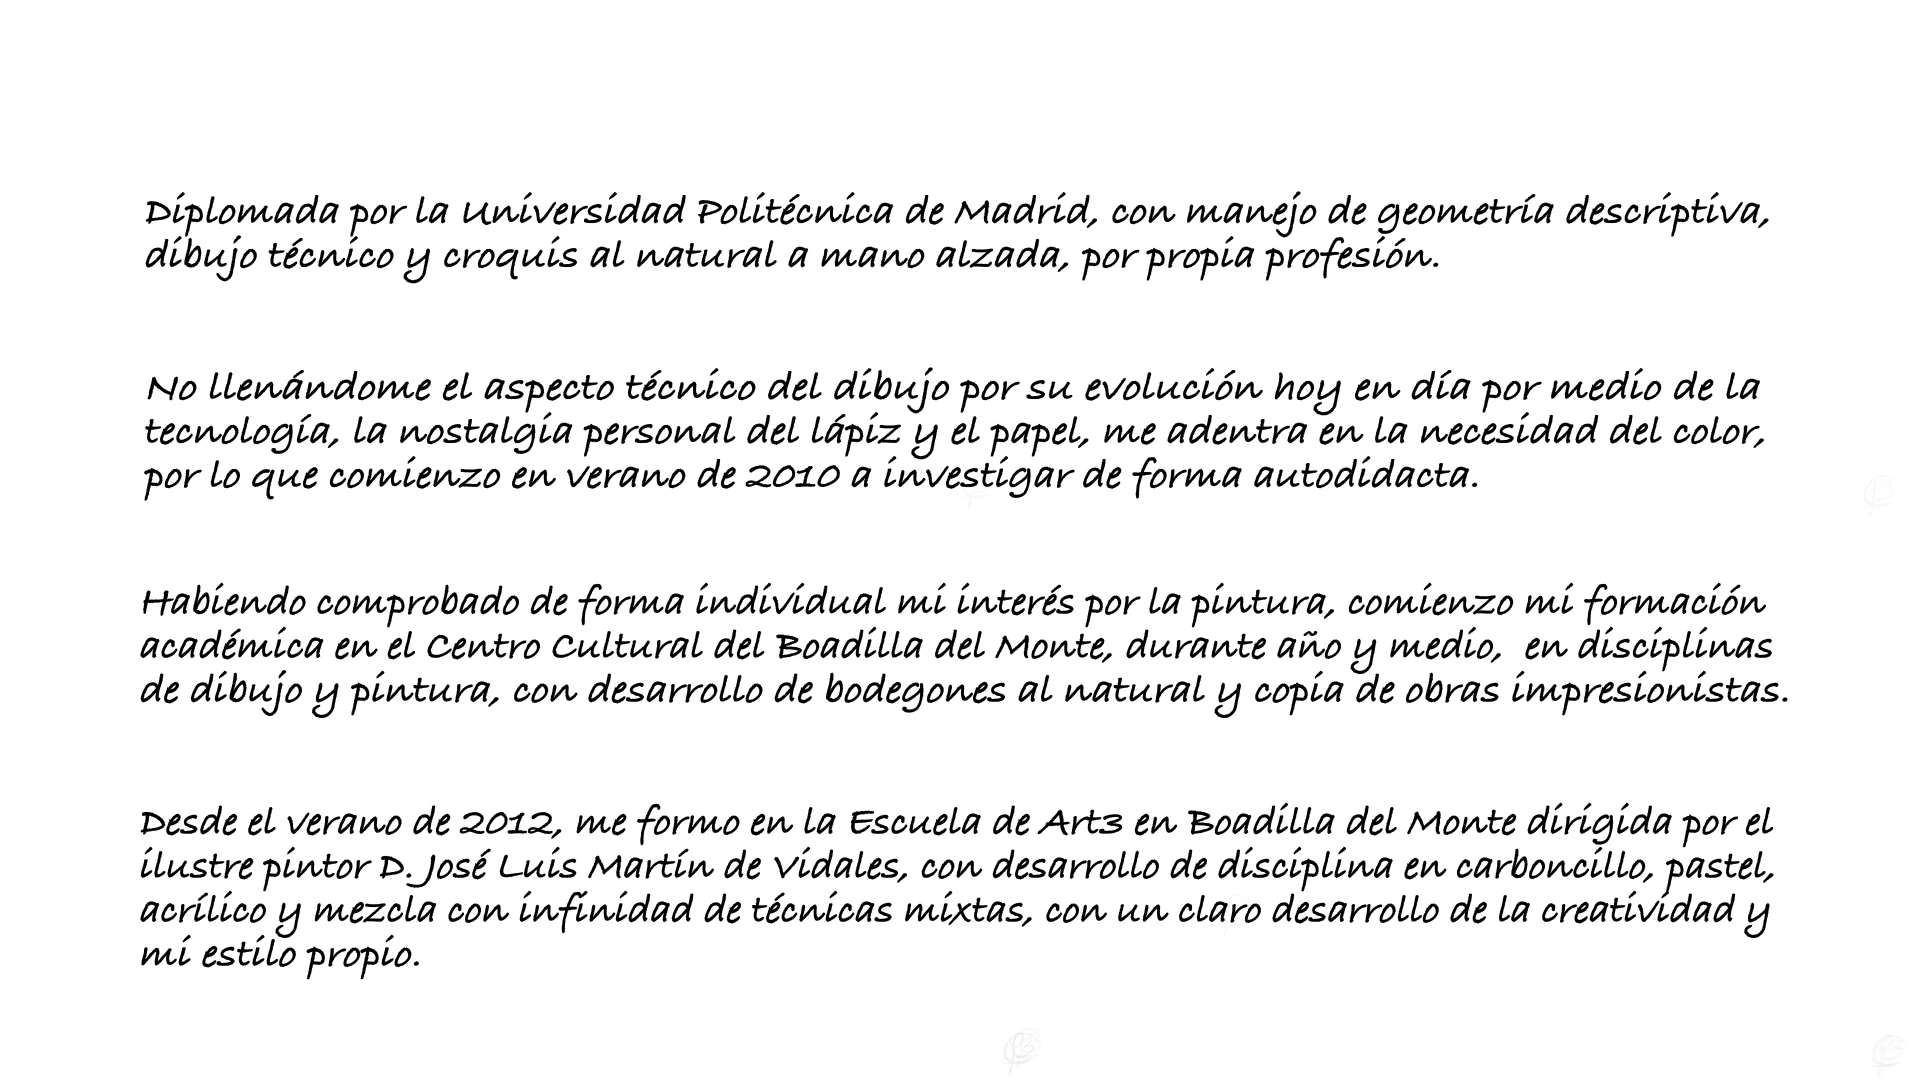 Diplomada por la Universidad Politécnica de Madrid, con manejo de geometría descriptiva,
dibujo técnico y croquis al natural a mano alzada, por propia profesión.
No llenándome el aspecto técnico del dibujo por su evolución hoy en día por medio de la
tecnología, la nostalgia personal del lápiz y el papel, me adentra en la necesidad del color,
por lo que comienzo en verano de 2010 a investigar de forma autodidacta.
Habiendo comprobado de forma individual mi interés por la pintura, comienzo mi formación
académica en el Centro Cultural del Boadilla del Monte, durante año y medio,  en disciplinas
de dibujo y pintura, con desarrollo de bodegones al natural y copia de obras impresionistas.
Desde el verano de 2012, me formo en la Escuela de Art3 en Boadilla del Monte dirigida por el
ilustre pintor D. José Luis Martín de Vidales, con desarrollo de disciplina en carboncillo, pastel,
acrílico y mezcla con infinidad de técnicas mixtas, con un claro desarrollo de la creatividad y
mi estilo propio.